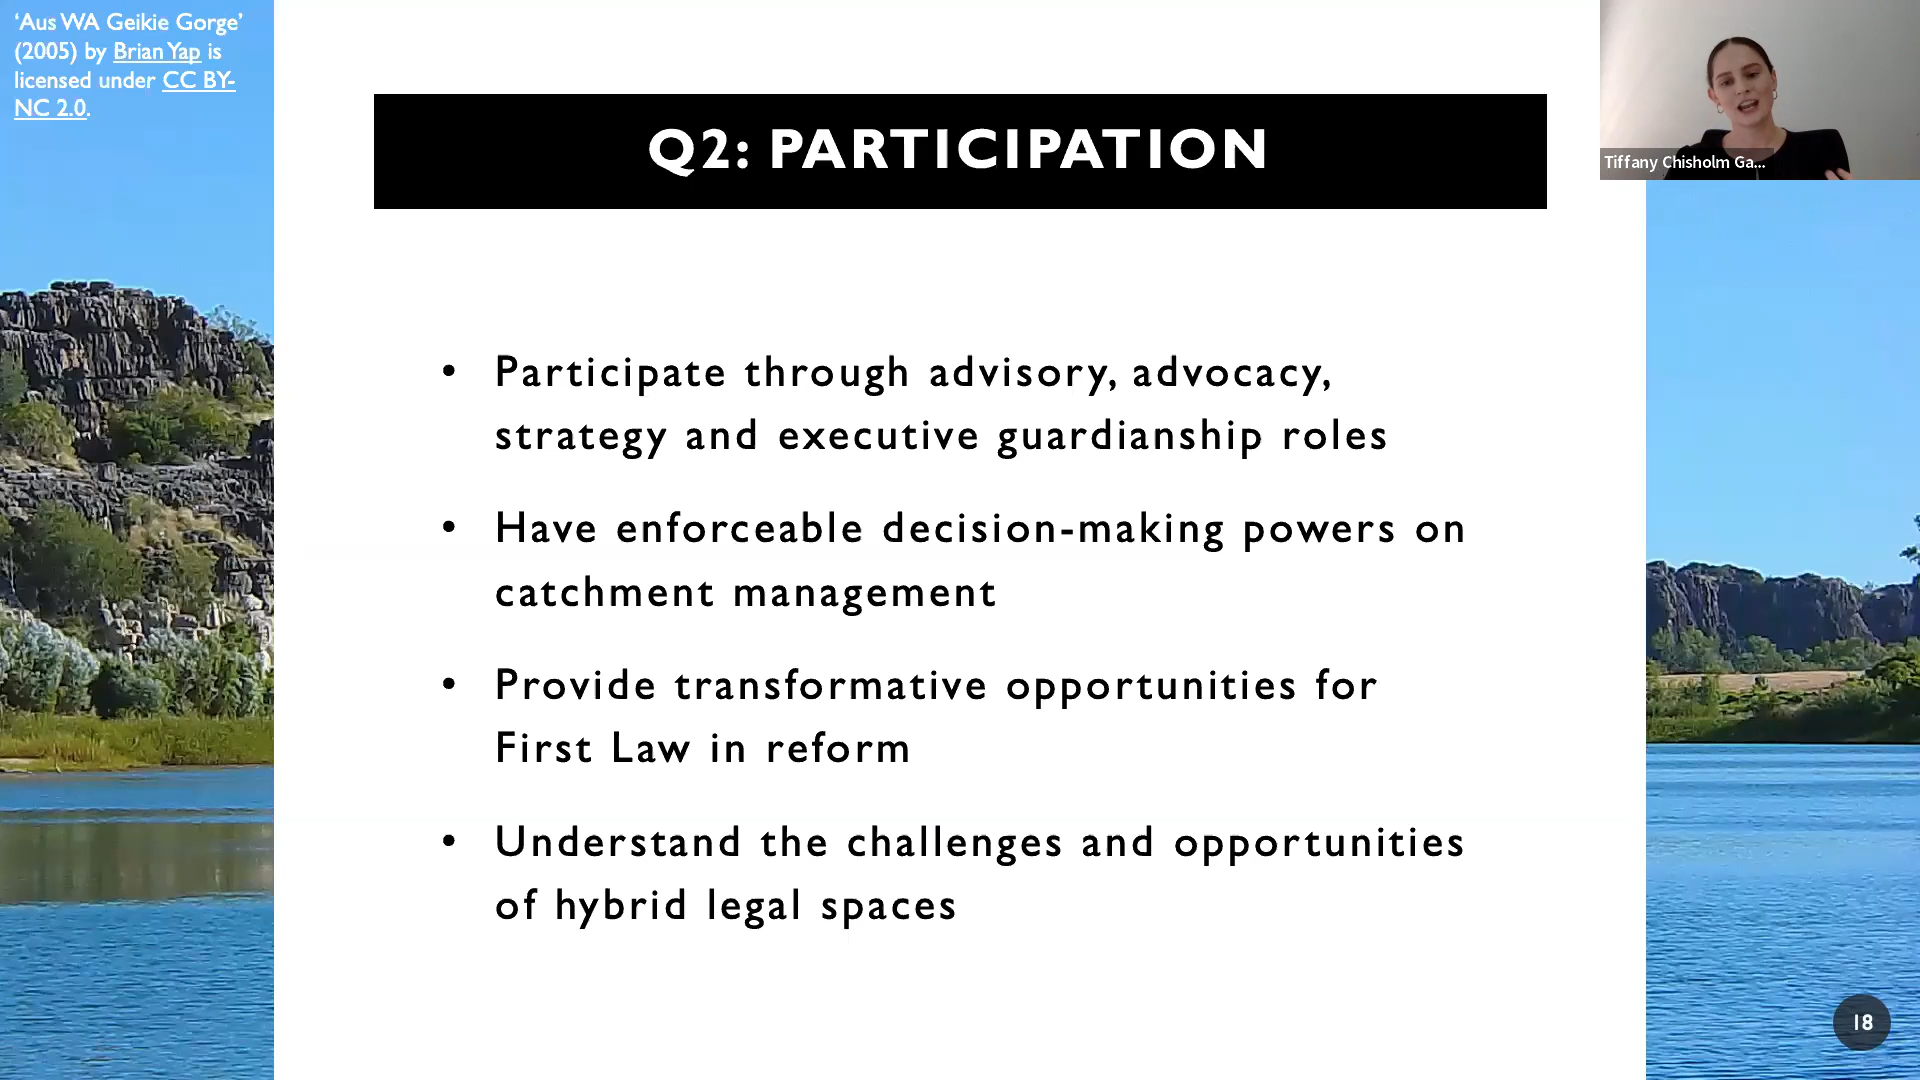 ‘Aus WA Geikie Gorge’
(2005) by Brian Yap is
licensed under CC BY-
NC 2.0.
Q2: PARTICIPATION
Tiffany Chisholm Ga...
• Participate through advisory, advocacy,
strategy and executive guardianship roles
• Have enforceable decision-making powers on
catchment management
• Provide transformative opportunities for
First Law in reform
• Understand the challenges and opportunities
of hybrid legal spaces
18